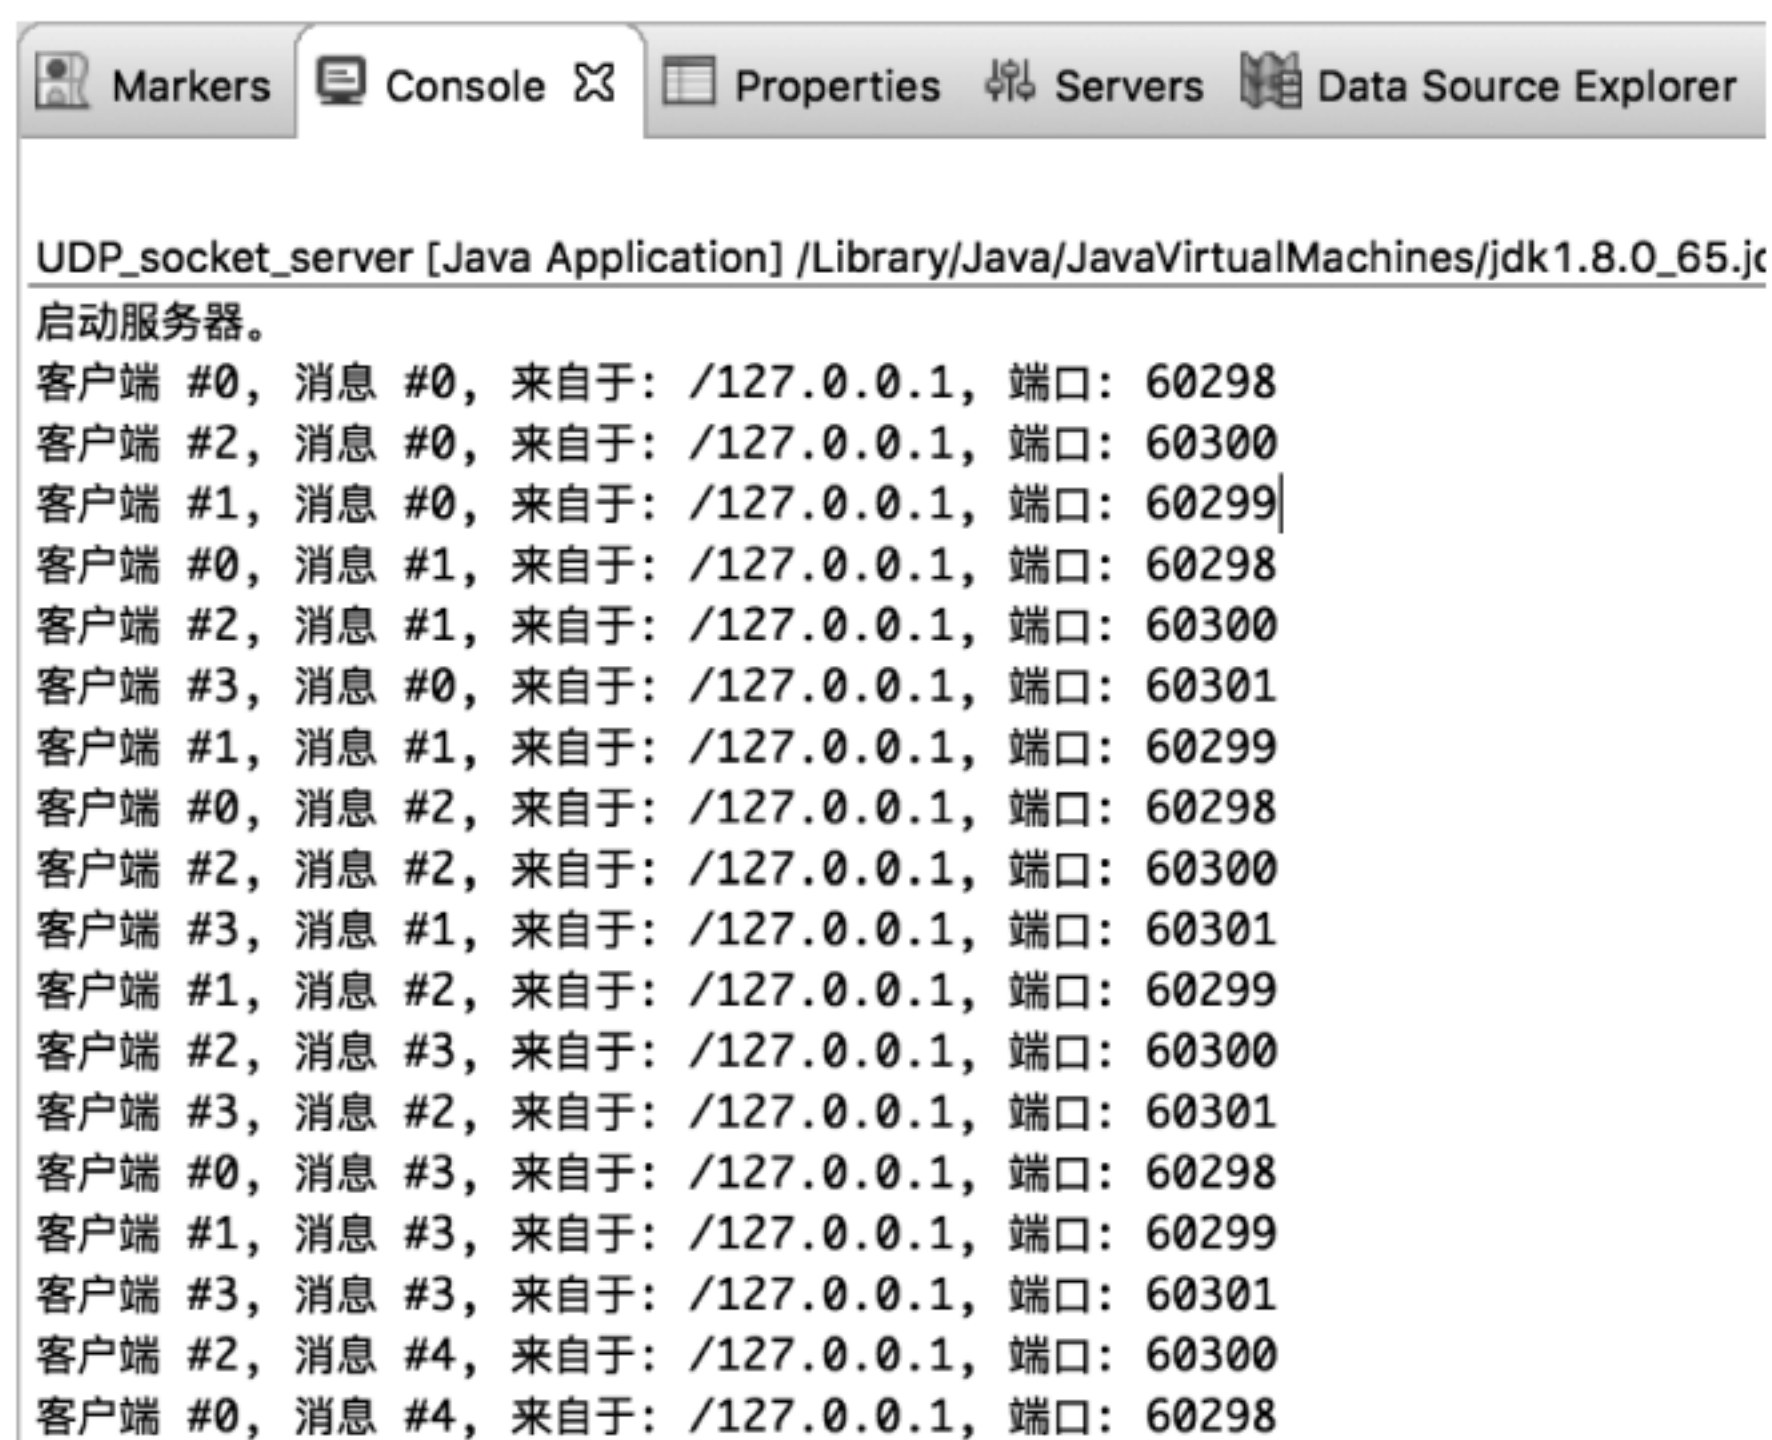 Markers Console Properties Servers Data Source Explorer
UDP_socket_server [Java Application] /Library/Java/JavaVirtualMachines/jdk1.8.0_65.jd
启动服务器。
客户端 #0, 消息 #0, 来自于: /127.0.0.1, 端口: 60298
客户端 #2, 消息 #0, 来自于: /127.0.0.1, 端口: 60300
客户端 #1, 消息 #0, 来自于: /127.0.0.1, 端口: 60299
客户端 #0, 消息 #1, 来自于: /127.0.0.1, 端口: 60298
客户端 #2, 消息 #1, 来自于: /127.0.0.1, 端口: 60300
客户端 #3, 消息 #0, 来自于: /127.0.0.1, 端口: 60301
客户端 #1, 消息 #1, 来自于: /127.0.0.1, 端口: 60299
客户端 #0, 消息 #2, 来自于: /127.0.0.1, 端口: 60298
客户端 #2, 消息 #2, 来自于: /127.0.0.1, 端口: 60300
客户端 #3, 消息 #1, 来自于: /127.0.0.1, 端口: 60301
客户端 #1, 消息 #2, 来自于: /127.0.0.1, 端口: 60299
客户端 #2, 消息 #3, 来自于: /127.0.0.1, 端口: 60300
客户端 #3, 消息 #2, 来自于: /127.0.0.1, 端口: 60301
客户端 #0, 消息 #3, 来自于: /127.0.0.1, 端口: 60298
客户端 #1, 消息 #3, 来自于: /127.0.0.1, 端口: 60299
客户端 #3, 消息 #3, 来自于: /127.0.0.1, 端口: 60301
客户端 #2, 消息 #4, 来自于: /127.0.0.1, 端口: 60300
客户端 #0, 消息 #4, 来自于: /127.0.0.1, 端口: 60298